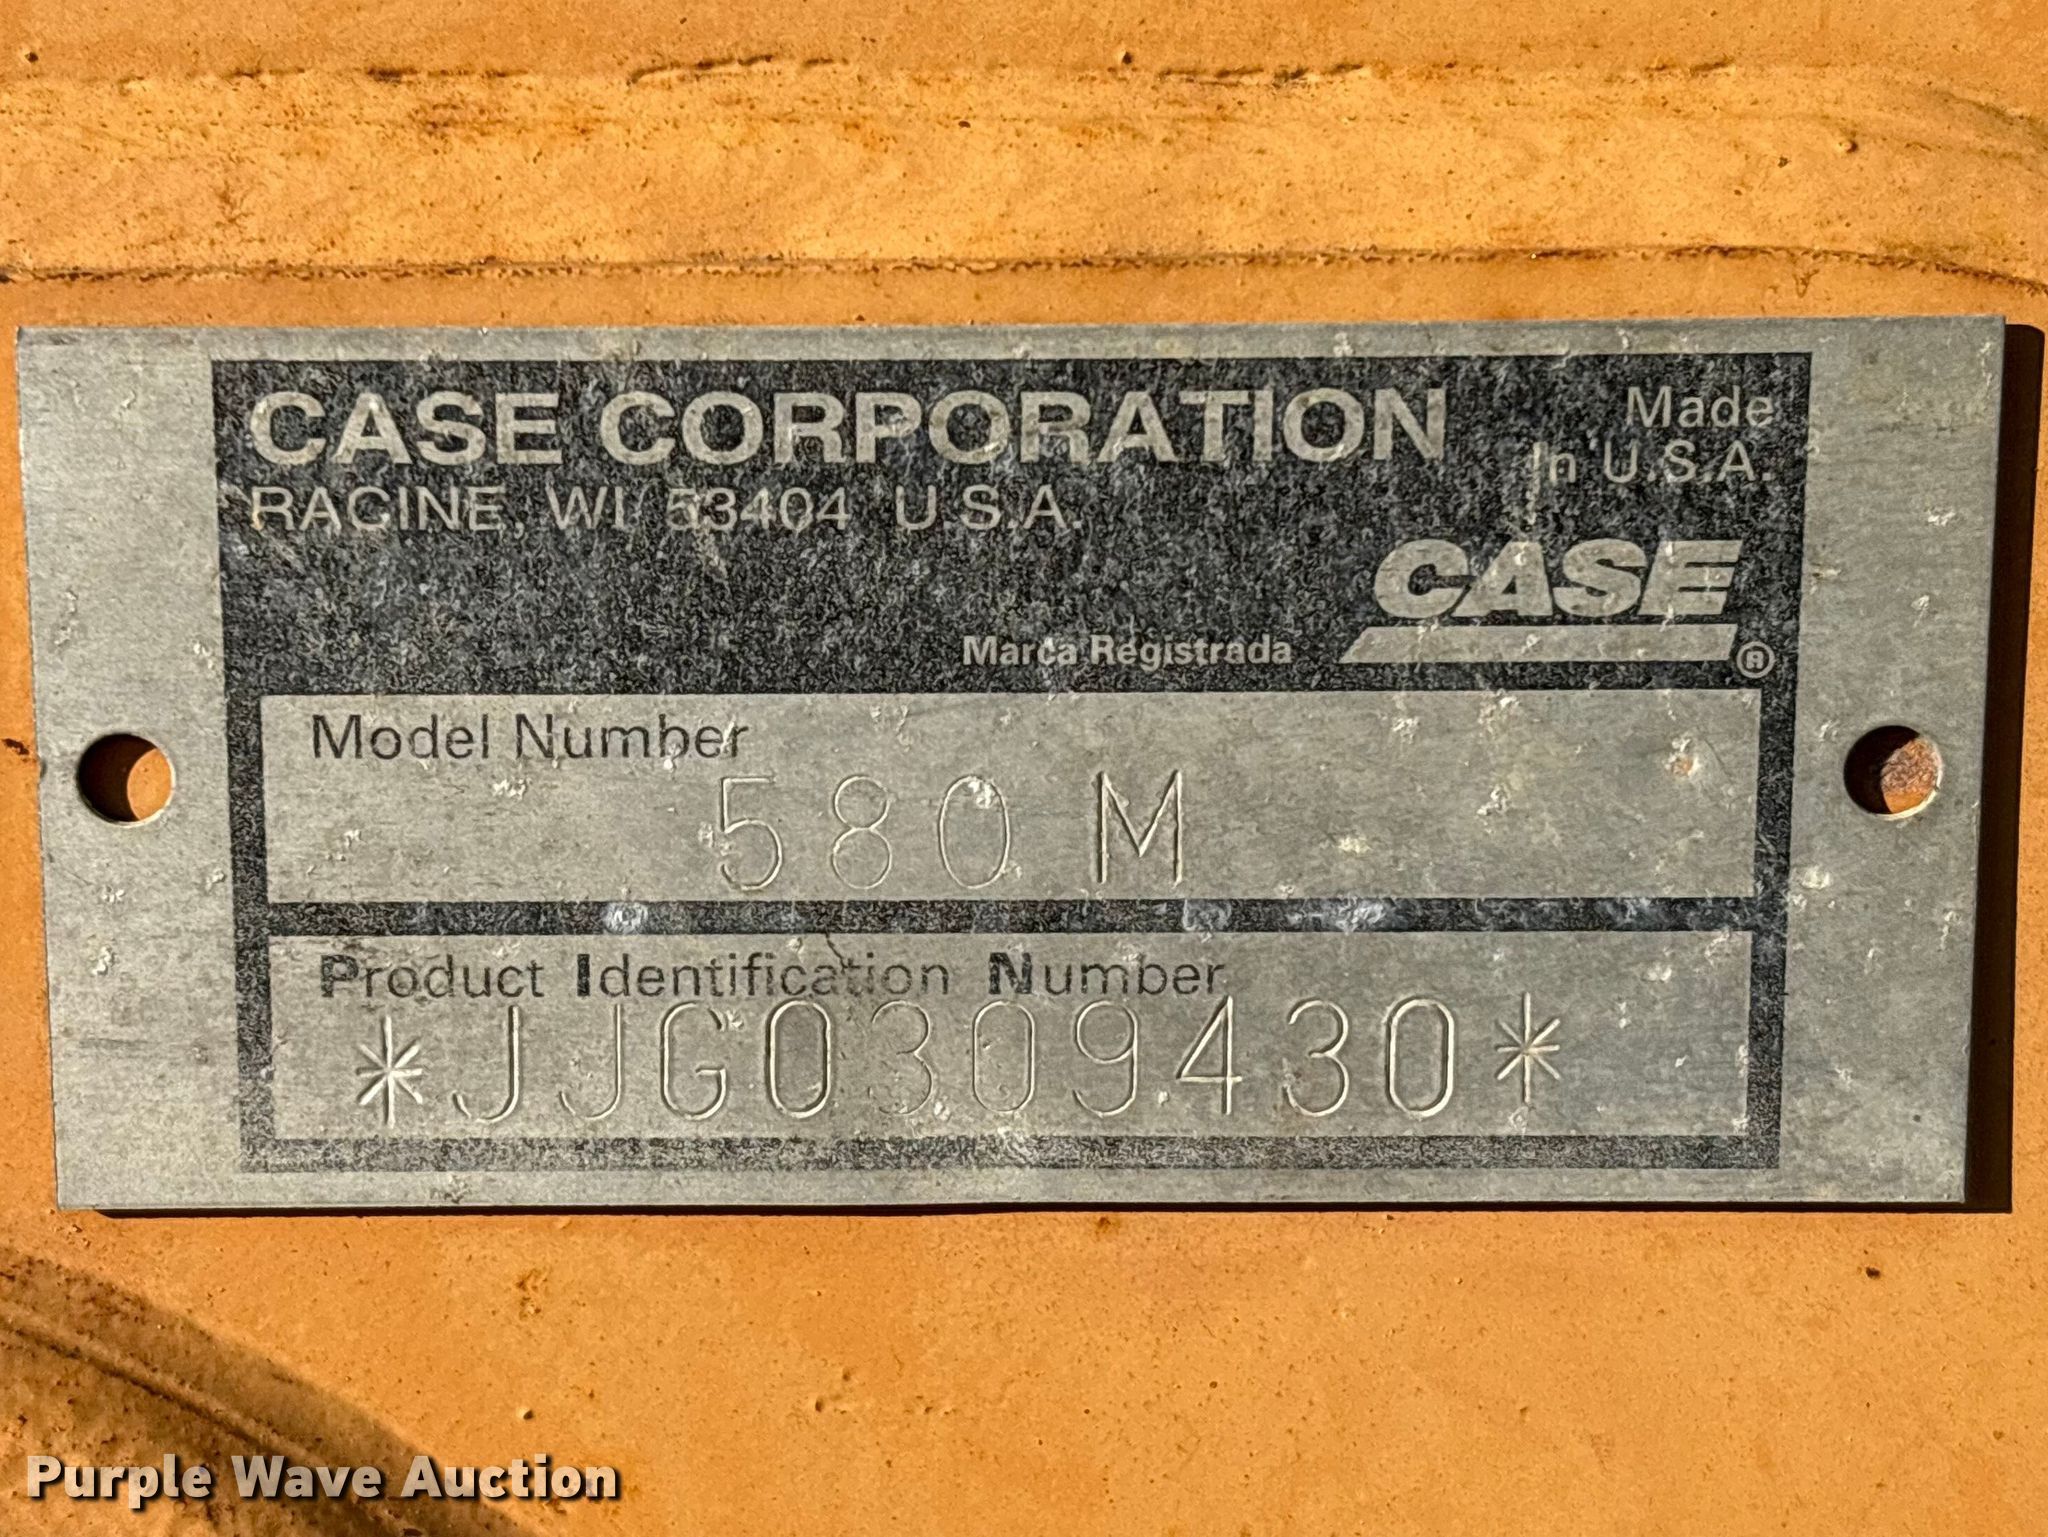 CASE CORPORATION
RACINE, WI 53404 U.S.A.
Made
In U.S.A.
CASE
Marca Registrada ®
Model Number
580 M
Product Identification Number
*JJG0309430*
Purple Wave Auction